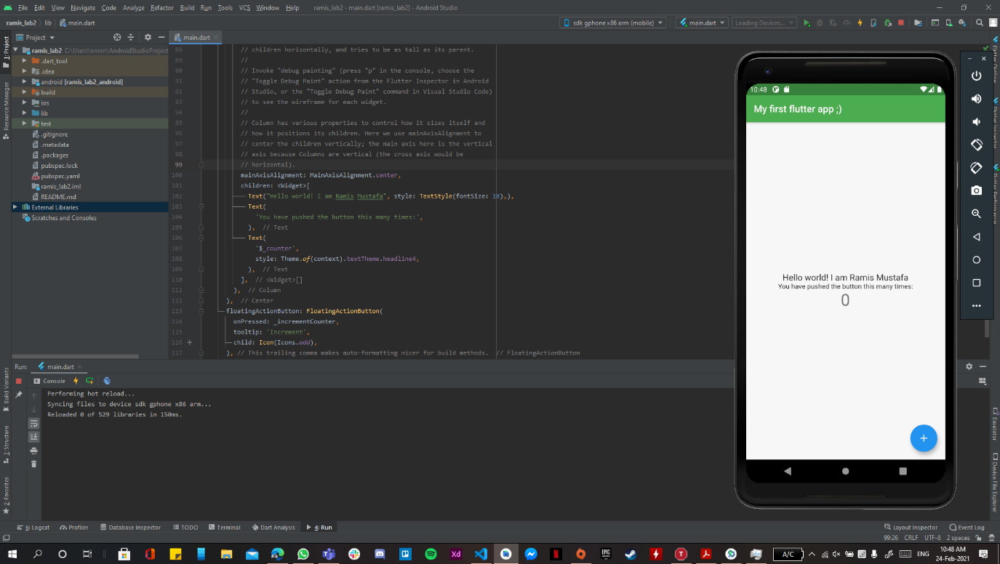 File Edit View Navigate Code Analyze Refactor Build Run Tools VCS Window Help ramis_lab2 - main.dart [ramis_lab2] - Android Studio
ramis_lab2 lib main.dart sdk gphone x86 arm (mobile) main.dart Loading Devices...
Project main.dart
ramis_lab2 C:\Users\omen\AndroidStudioProject
.dart_tool
.idea
android [ramis_lab2_android]
build
ios
lib
test
.gitignore
.metadata
.packages
pubspec.lock
pubspec.yaml
ramis_lab2.iml
README.md
External Libraries
Scratches and Consoles
1: Project
Resource Manager
Build Variants
Z: Structure
2: Favorites
88 // children horizontally, and tries to be as tall as its parent.
89 //
90 // Invoke "debug painting" (press "p" in the console, choose the
91 // "Toggle Debug Paint" action from the Flutter Inspector in Android
92 // Studio, or the "Toggle Debug Paint" command in Visual Studio Code)
93 // to see the wireframe for each widget.
94 //
95 // Column has various properties to control how it sizes itself and
96 // how it positions its children. Here we use mainAxisAlignment to
97 // center the children vertically; the main axis here is the vertical
98 // axis because Columns are vertical (the cross axis would be
99 // horizontal).
100 mainAxisAlignment: MainAxisAlignment.center,
101 children: <Widget>[
102 Text("Hello world! I am Ramis Mustafa", style: TextStyle(fontSize: 18),),
103 Text(
104 'You have pushed the button this many times:',
105 ), // Text
106 Text(
107 '$_counter',
108 style: Theme.of(context).textTheme.headline4,
109 ), // Text
110 ], // <Widget>[]
111 ), // Column
112 ), // Center
113 floatingActionButton: FloatingActionButton(
114 onPressed: _incrementCounter,
115 tooltip: 'Increment',
116 child: Icon(Icons.add),
117 ), // This trailing comma makes auto-formatting nicer for build methods. // FloatingActionButton
10:48
My first flutter app ;)
Hello world! I am Ramis Mustafa
You have pushed the button this many times:
0
Flutter Outline
Flutter Inspector
Flutter Performance
Emulator
Device File Explorer
Run: main.dart
Console
Performing hot reload...
Syncing files to device sdk gphone x86 arm...
Reloaded 0 of 529 libraries in 150ms.
6: Logcat Profiler Database Inspector TODO Terminal Dart Analysis 4: Run Layout Inspector Event Log
99:26 CRLF UTF-8 2 spaces
Xd N EPIC GAMES A/C ENG 10:48 AM
24-Feb-2021